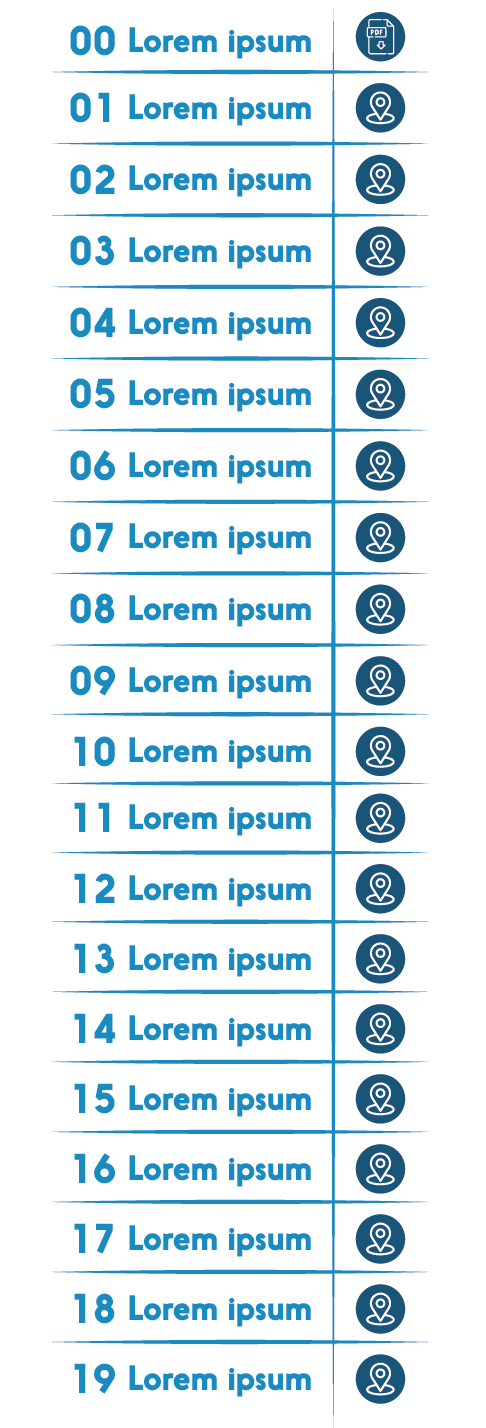 00 Lorem ipsum PDF
01 Lorem ipsum
02 Lorem ipsum
03 Lorem ipsum
04 Lorem ipsum
05 Lorem ipsum
06 Lorem ipsum
07 Lorem ipsum
08 Lorem ipsum
09 Lorem ipsum
10 Lorem ipsum
11 Lorem ipsum
12 Lorem ipsum
13 Lorem ipsum
14 Lorem ipsum
15 Lorem ipsum
16 Lorem ipsum
17 Lorem ipsum
18 Lorem ipsum
19 Lorem ipsum